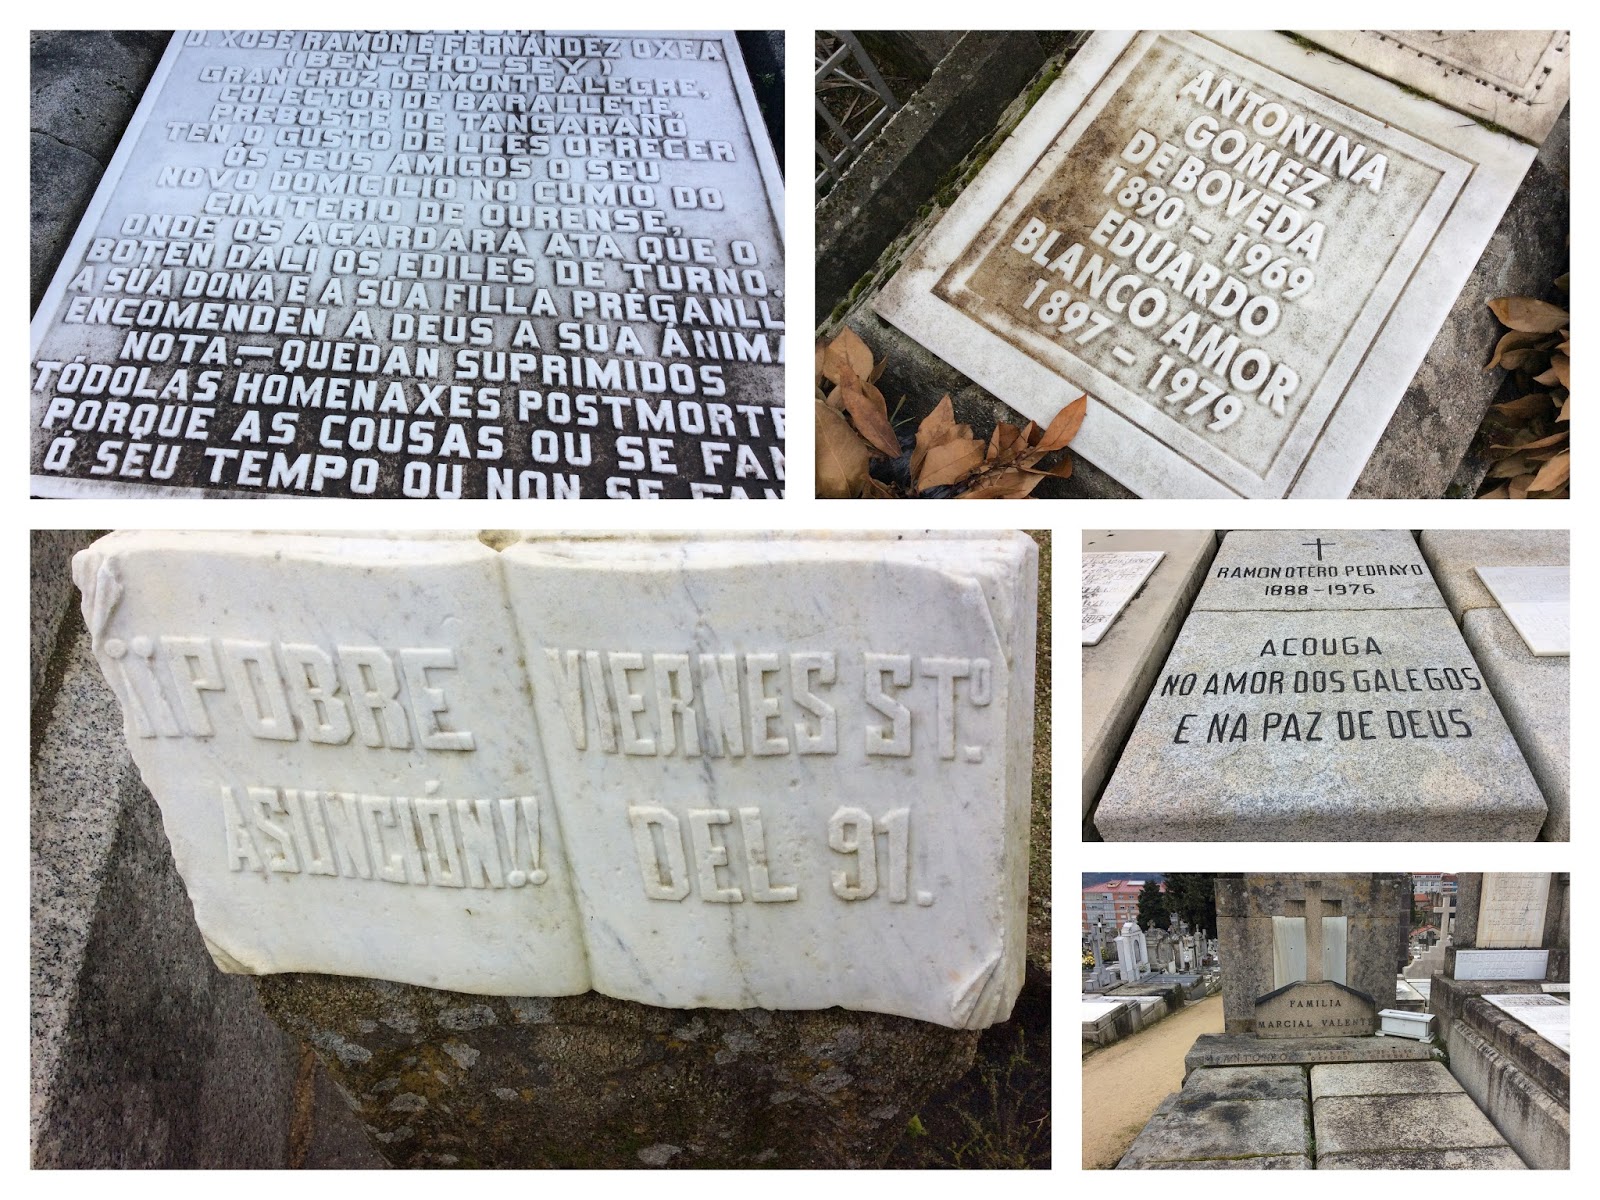 D. XOSÉ RAMÓN E FERNÁNDEZ OXEA
(BEN-CHO-SEY)
GRAN CRUZ DE MONTEALEGRE,
COLECTOR DE BARALLETE,
PREBOSTE DE TANGARAÑO
TEN O GUSTO DE LLES OFRECER
ÓS SEUS AMIGOS O SEU
NOVO DOMICILIO NO CUMIO DO
CIMITERIO DE OURENSE,
ONDE OS AGARDARÁ ATA QUE O
BOTEN DALÍ OS EDILES DE TURNO.
A SÚA DONA E A SUA FILLA PRÉGANLL
ENCOMENDEN A DEUS A SUA ÁNIMA
NOTA.—QUEDAN SUPRIMIDOS
TÓDOLAS HOMENAXES POSTMORTE
PORQUE AS COUSAS OU SE FAN
Ó SEU TEMPO OU NON SE FAN
ANTONINA
GOMEZ
DE BOVEDA
1890 - 1969
EDUARDO
BLANCO AMOR
1897 - 1979
¡¡POBRE
ASUNCIÓN!!
VIERNES STº.
DEL 91.
RAMON OTERO PEDRAYO
1888-1976
ACOUGA
NO AMOR DOS GALEGOS
E NA PAZ DE DEUS
FAMILIA
MARCIAL VALENTE
ANTONIO